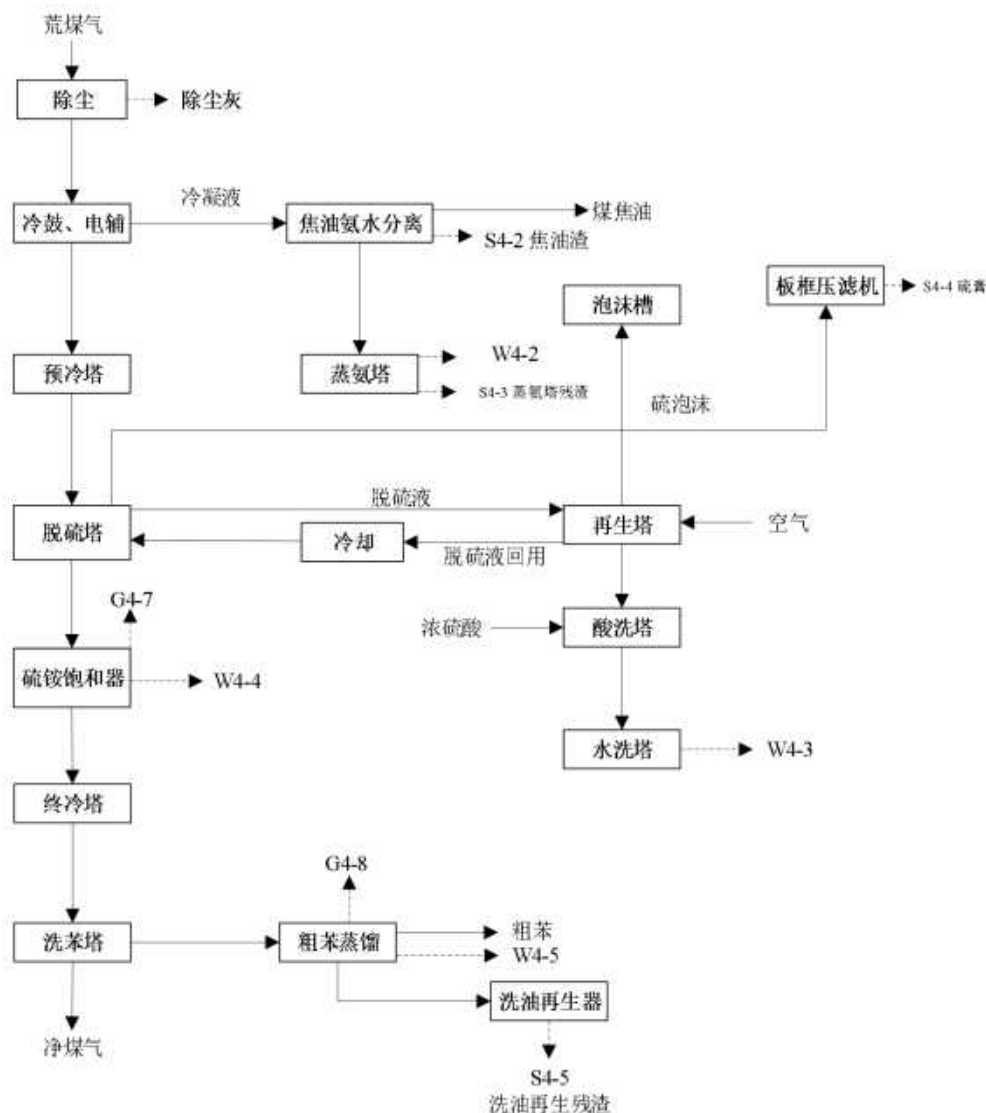 荒煤气
除尘
除尘灰
冷凝液
冷鼓、电辅
焦油氨水分离
煤焦油
S4-2 焦油渣
板框压滤机
S4-4 硫膏
泡沫槽
预冷塔
蒸氨塔
W4-2
S4-3 蒸氨塔残渣
硫泡沫
脱硫液
脱硫塔
冷却
再生塔
空气
脱硫液回用
G4-7
浓硫酸
酸洗塔
硫铵饱和器
W4-4
水洗塔
W4-3
终冷塔
G4-8
洗苯塔
粗苯蒸馏
粗苯
W4-5
洗油再生器
净煤气
S4-5
洗油再生残渣